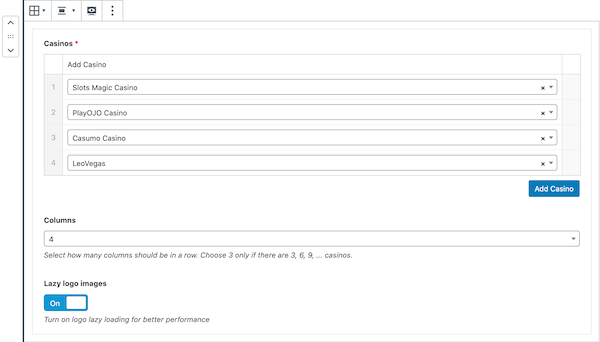 Casinos *
Add Casino
1 Slots Magic Casino × 
2 PlayOJO Casino ×
3 Casumo Casino ×
4 LeoVegas ×
Add Casino
Columns
4
Select how many columns should be in a row. Choose 3 only if there are 3, 6, 9, ... casinos.
Lazy logo images
On
Turn on logo lazy loading for better performance